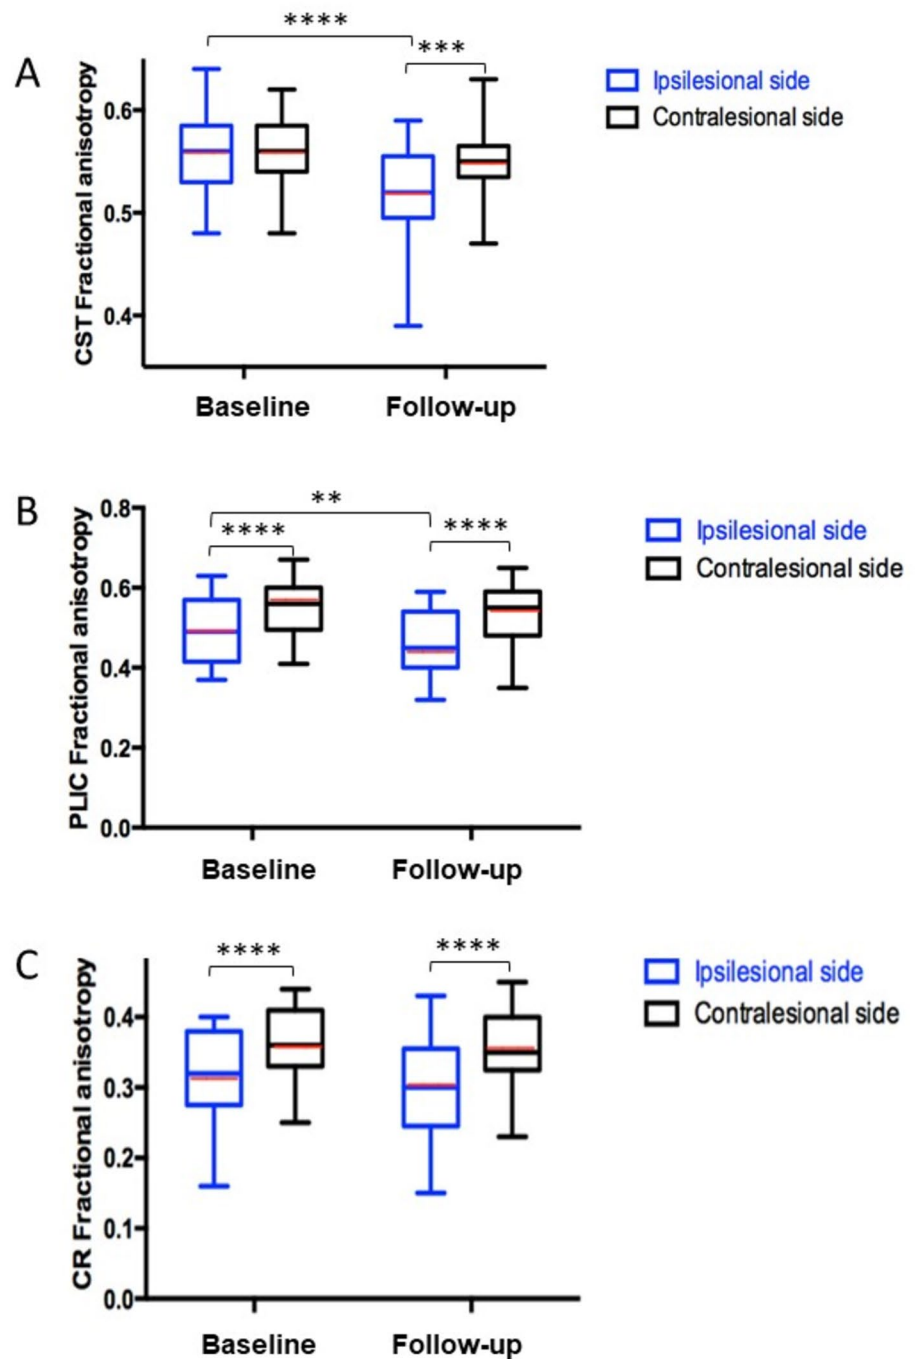 A
CST Fractional anisotropy
0.6
0.5
0.4
****
***
Ipsilesional side
Contralesional side
Baseline
Follow-up
B
PLIC Fractional anisotropy
0.8
0.6
0.4
0.2
0.0
**
****
****
Ipsilesional side
Contralesional side
Baseline
Follow-up
C
CR Fractional anisotropy
0.4
0.3
0.2
0.1
0.0
****
****
Ipsilesional side
Contralesional side
Baseline
Follow-up